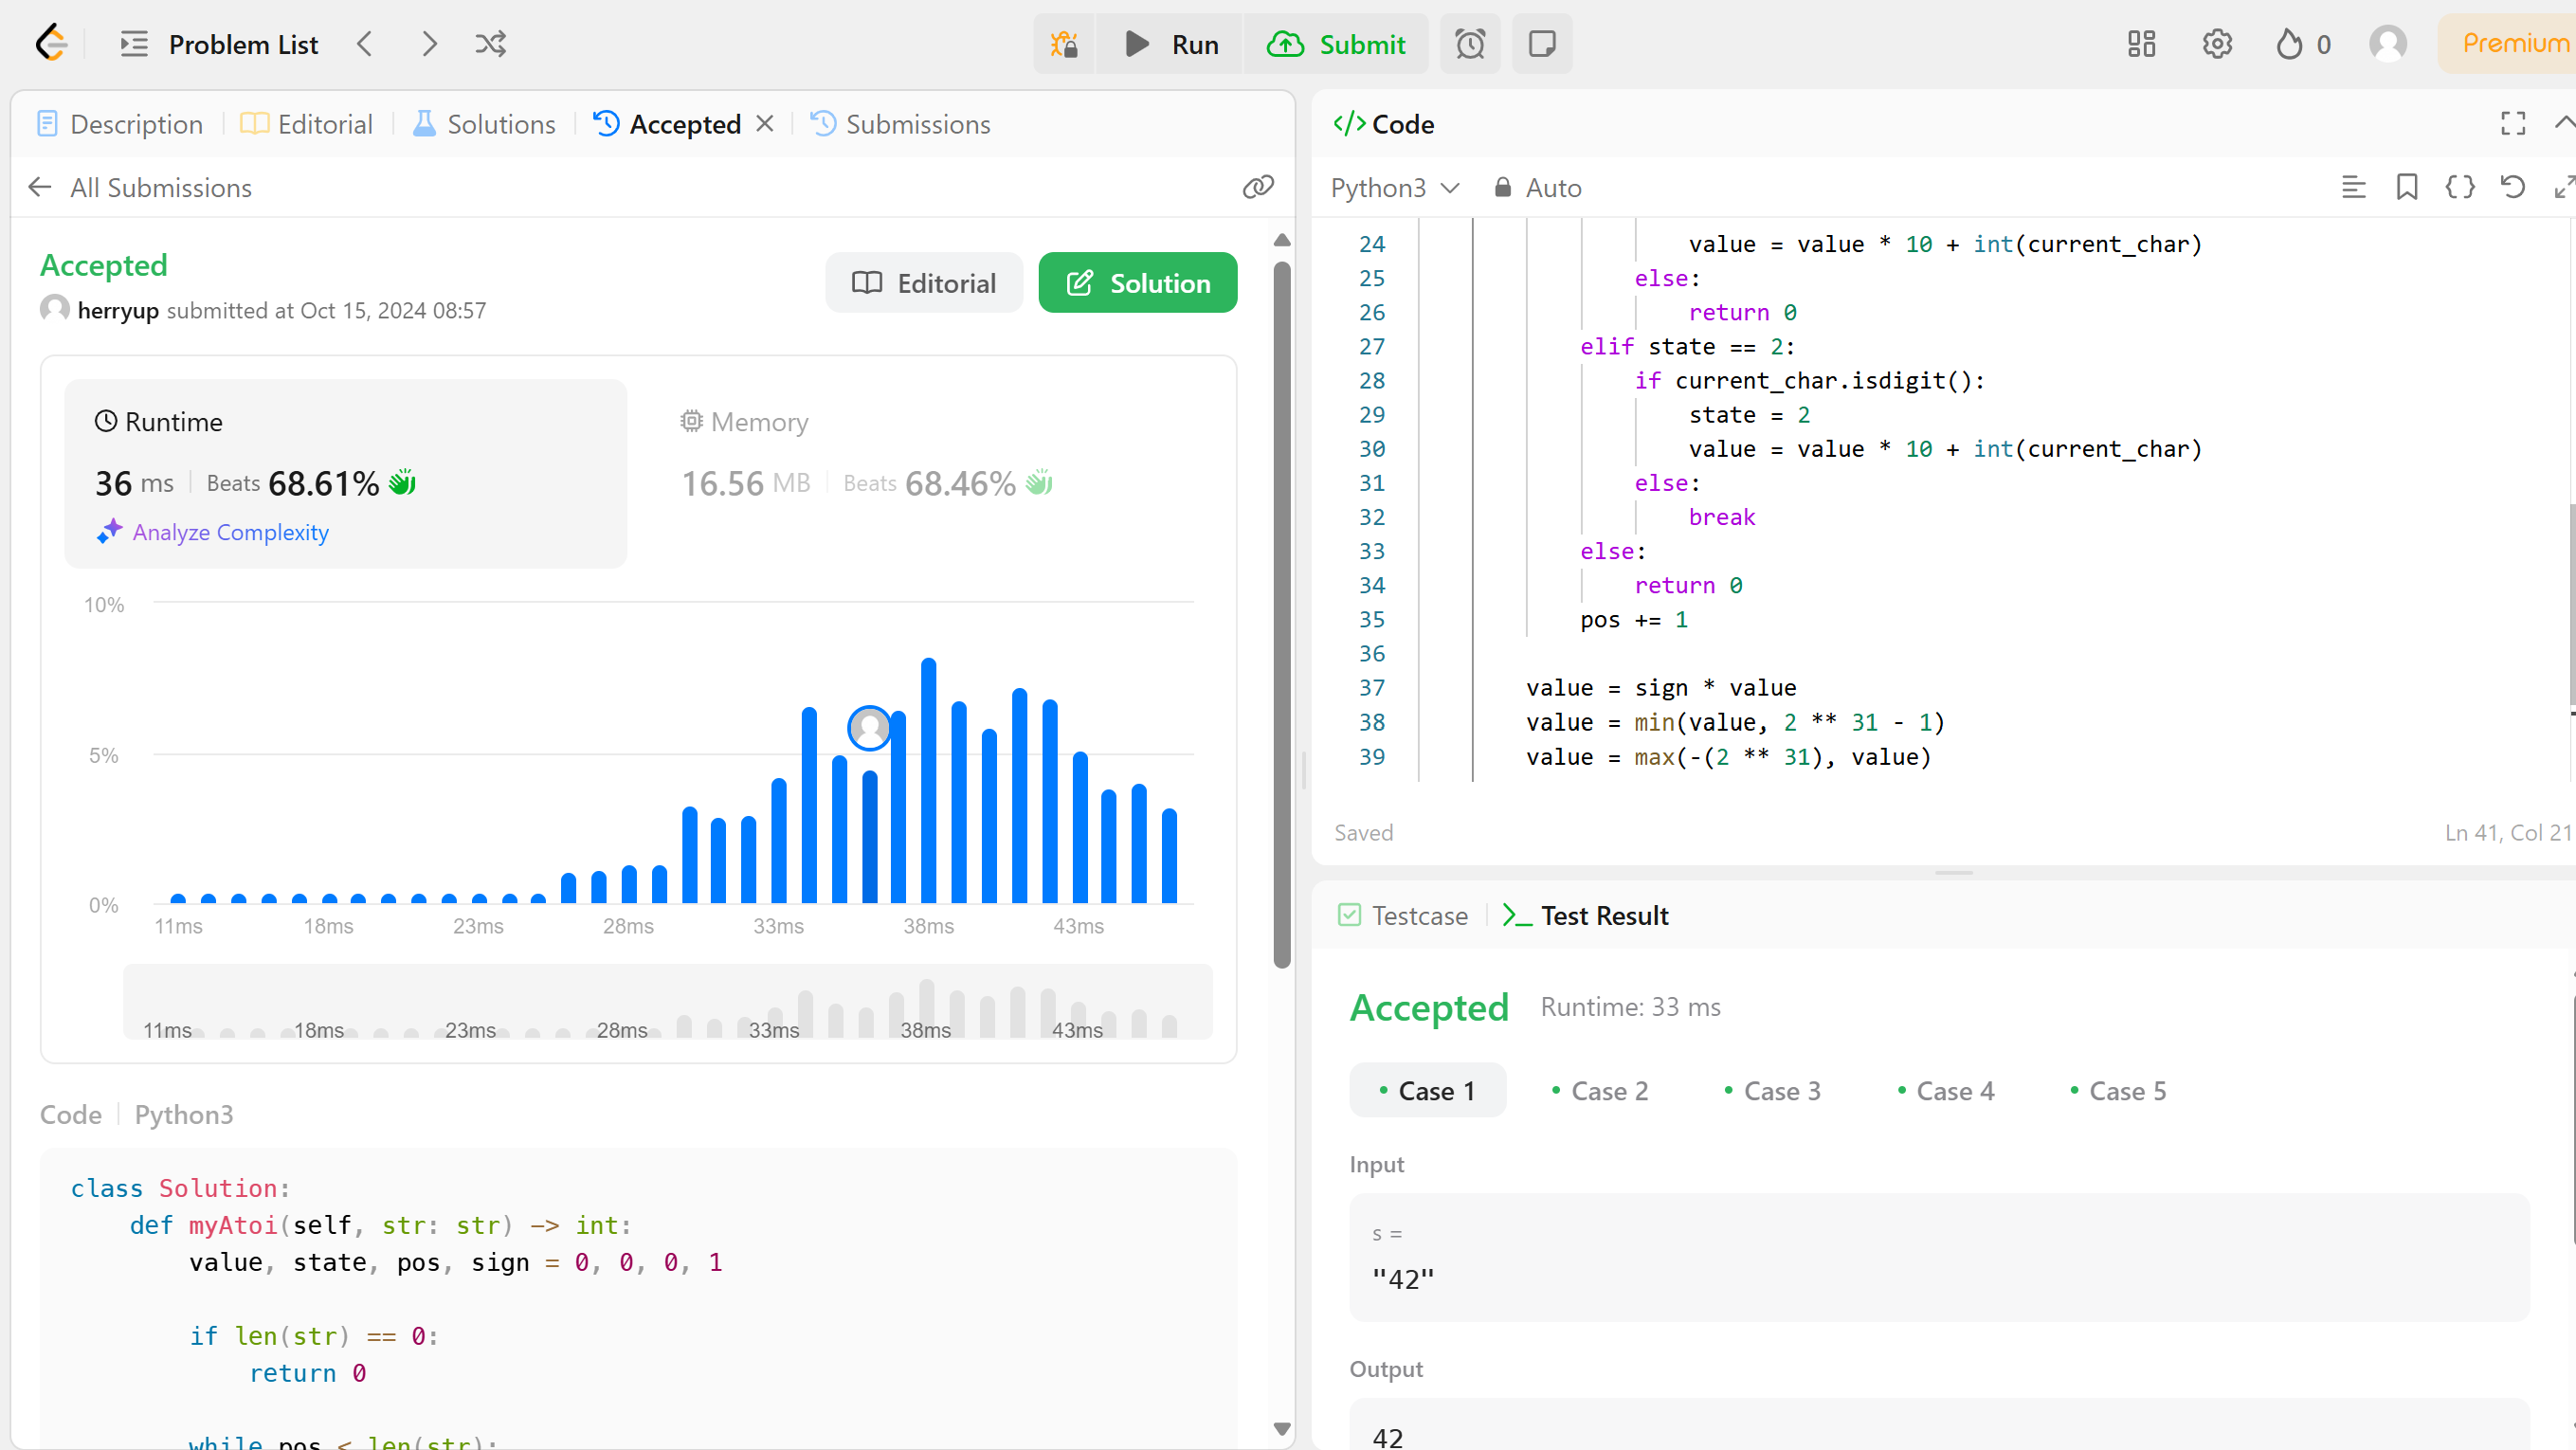 Problem List
Run
Submit
0
Premium
Description
Editorial
Solutions
Accepted
Submissions
All Submissions
Accepted
herryup submitted at Oct 15, 2024 08:57
Editorial
Solution
Runtime
36 ms
Beats 68.61%
Analyze Complexity
Memory
16.56 MB
Beats 68.46%
10%
5%
0%
11ms 18ms 23ms 28ms 33ms 38ms 43ms
11ms 18ms 23ms 28ms 33ms 38ms 43ms
Code
Python3
class Solution:
    def myAtoi(self, str: str) -> int:
        value, state, pos, sign = 0, 0, 0, 1
        if len(str) == 0:
            return 0
        while pos < len(str):
</> Code
Python3
Auto
24                     value = value * 10 + int(current_char)
25                 else:
26                     return 0
27             elif state == 2:
28                 if current_char.isdigit():
29                     state = 2
30                     value = value * 10 + int(current_char)
31                 else:
32                     break
33             else:
34                 return 0
35             pos += 1
36
37         value = sign * value
38         value = min(value, 2 ** 31 - 1)
39         value = max(-(2 ** 31), value)
Saved
Ln 41, Col 21
Testcase
Test Result
Accepted
Runtime: 33 ms
Case 1
Case 2
Case 3
Case 4
Case 5
Input
s =
"42"
Output
42